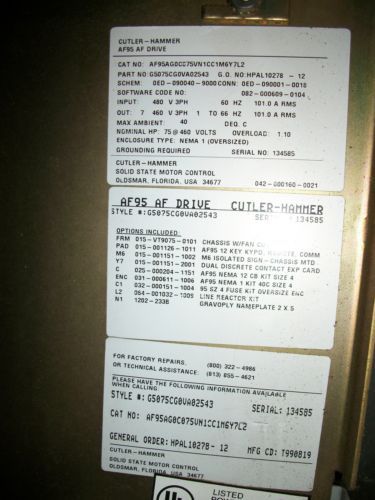 CUTLER-HAMMER
AF95 AF DRIVE
CAT NO: AF95AG0C075VN1CC1M6Y7L2
PART NO: G5075CG0VA02543 G.O. NO: HPAL10278 - 12
SCHEM: 0ED-090040-9000 CONN: 0ED-090001-0018
SOFTWARE CODE NO: 082-000609-0104
INPUT: 480 V 3PH 60 HZ 101.0 A RMS
OUT: 7 460 V 3PH 1 TO 66 HZ 101.0 A RMS
MAX AMBIENT: 40 DEG. C
NOMINAL HP: 75 @ 460 VOLTS OVERLOAD: 1.10
ENCLOSURE TYPE: NEMA 1 (OVERSIZED)
GROUNDING REQUIRED SERIAL NO: 134585
CUTLER-HAMMER
SOLID STATE MOTOR CONTROL
OLDSMAR, FLORIDA, USA 34677 042-000160-0021
AF95 AF DRIVE CUTLER-HAMMER
STYLE #: G5075CG0VA02543 SERIAL: 134585
OPTIONS INCLUDED:
FRM 015-VT9075-0101 CHASSIS W/FAN
PAD 015-001126-1011 AF95 12 KEY KYPD, REMOTE, COMM
M6 015-001151-1002 M6 ISOLATED SIGN-CHASSIS MTD
Y7 015-001151-2001 DUAL DISCRETE CONTACT EXP CARD
C 025-000204-1151 AF95 NEMA 12 CB KIT SIZE 4
ENC 031-000611-1006 AF95 NEMA 1 KIT 40C SIZE 4
C1 032-000151-1004 95 SZ 4 FUSE KIT OVERSIZE ENC
L2 064-001032-1009 LINE REACTOR KIT
N1 1202-233B GRAVOPLY NAMEPLATE 2 X 5
FOR FACTORY REPAIRS, (800) 322-4986
OR TECHNICAL ASSISTANCE: (813) 855-4621
PLEASE HAVE THE FOLLOWING INFORMATION AVAILABLE
WHEN CALLING:
STYLE #: G5075CG0VA02543 SERIAL: 134585
CAT NO: AF95AG0C075VN1CC1M6Y7L2
GENERAL ORDER: HPAL10278- 12 MFG CD: T990819
CUTLER-HAMMER
SOLID STATE MOTOR CONTROL
OLDSMAR, FLORIDA, USA 34677
UL
LISTED